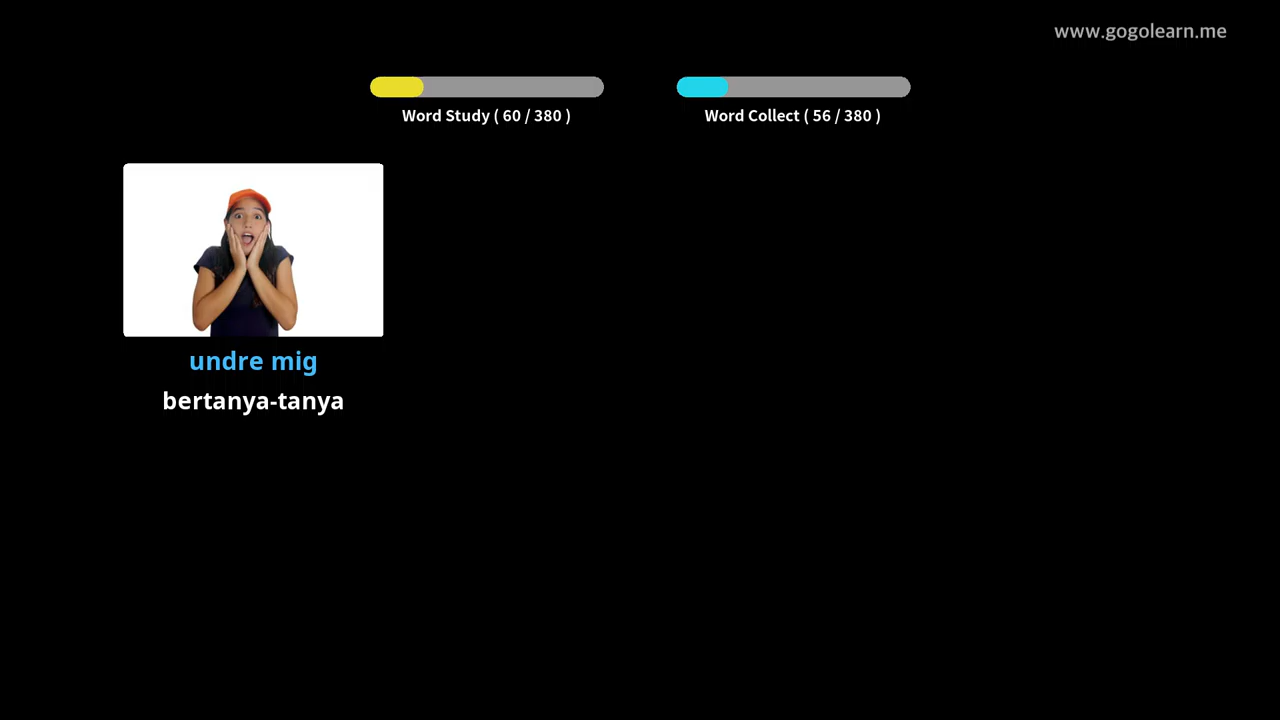 www.gogolearn.me
Word Study ( 60 / 380 )
Word Collect ( 56 / 380 )
undre mig
bertanya-tanya